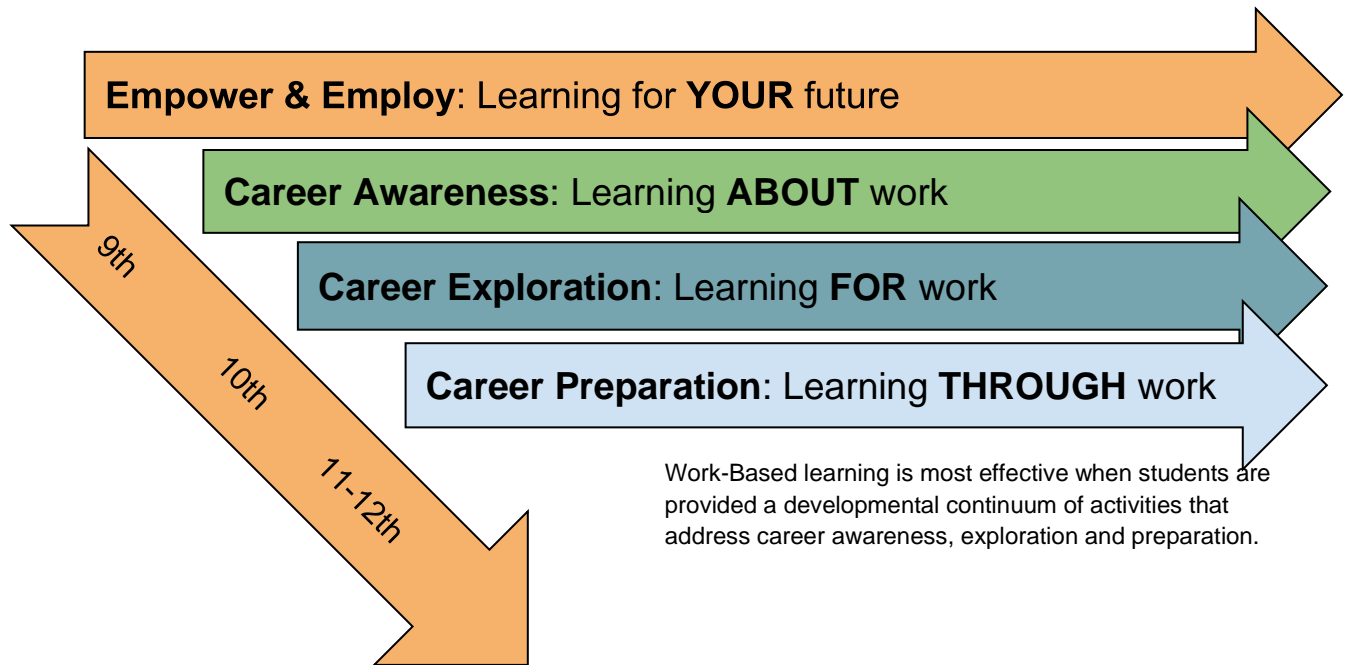 Empower & Employ: Learning for YOUR future
Career Awareness: Learning ABOUT work
9th
Career Exploration: Learning FOR work
10th
Career Preparation: Learning THROUGH work
11-12th
Work-Based learning is most effective when students are
provided a developmental continuum of activities that
address career awareness, exploration and preparation.